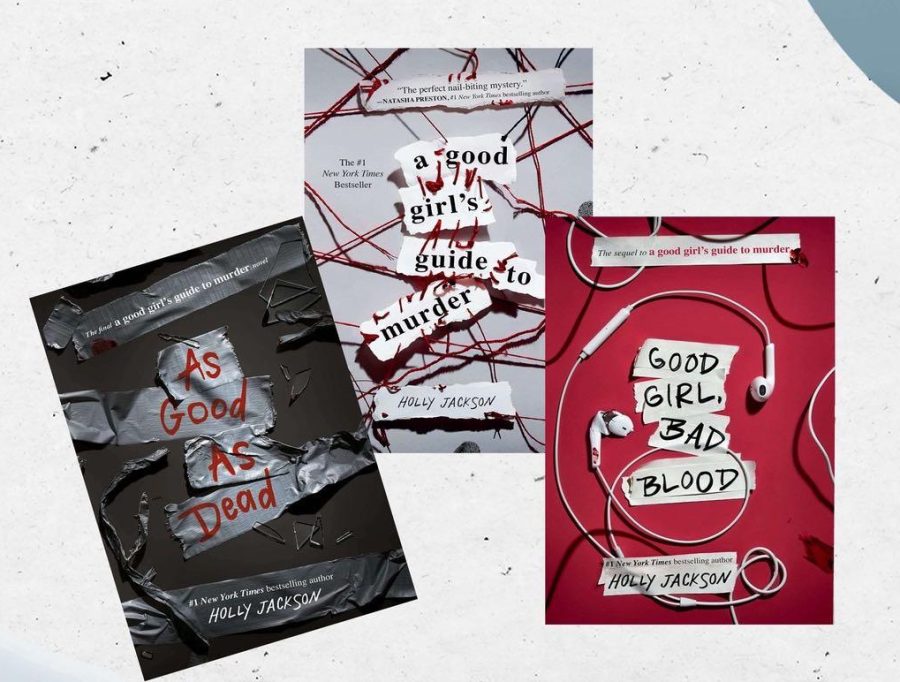 “The perfect nail-biting mystery.”
—NATASHA PRESTON, #1 New York Times bestselling author
The #1
New York Times
Bestseller
a good
girl’s
guide to
murder
HOLLY JACKSON
The final a good girl’s guide to murder novel
As
Good
As
Dead
#1 New York Times bestselling author
HOLLY JACKSON
The sequel to a good girl’s guide to murder
GOOD
GIRL,
BAD
BLOOD
#1 New York Times bestselling author
HOLLY JACKSON